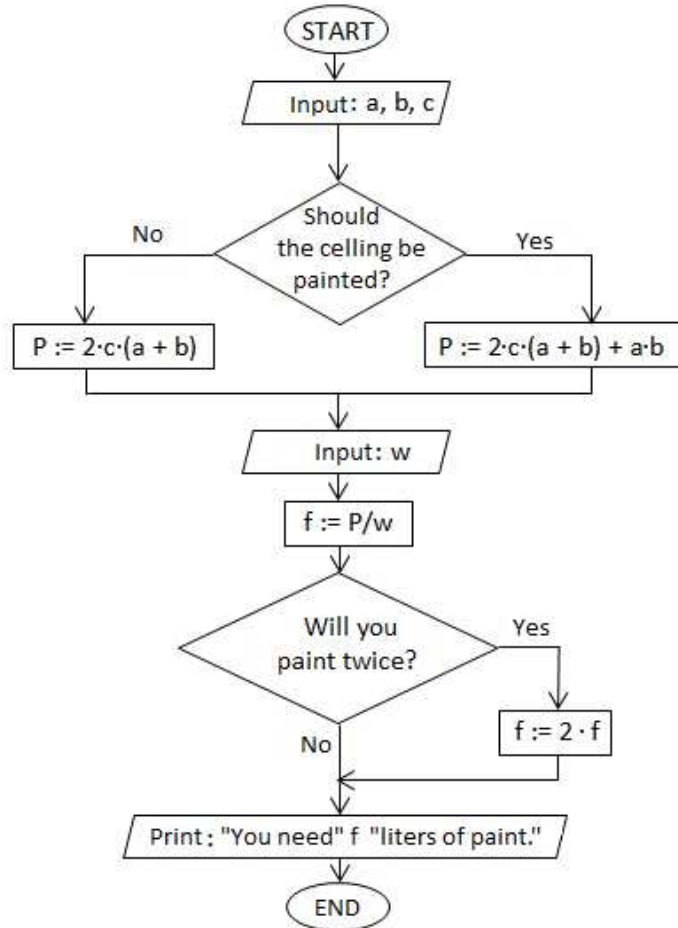 START
Input: a, b, c
Should
the celling be
painted?
No
Yes
P := 2·c·(a + b)
P := 2·c·(a + b) + a·b
Input: w
f := P/w
Will you
paint twice?
Yes
f := 2 · f
No
Print: "You need" f "liters of paint."
END